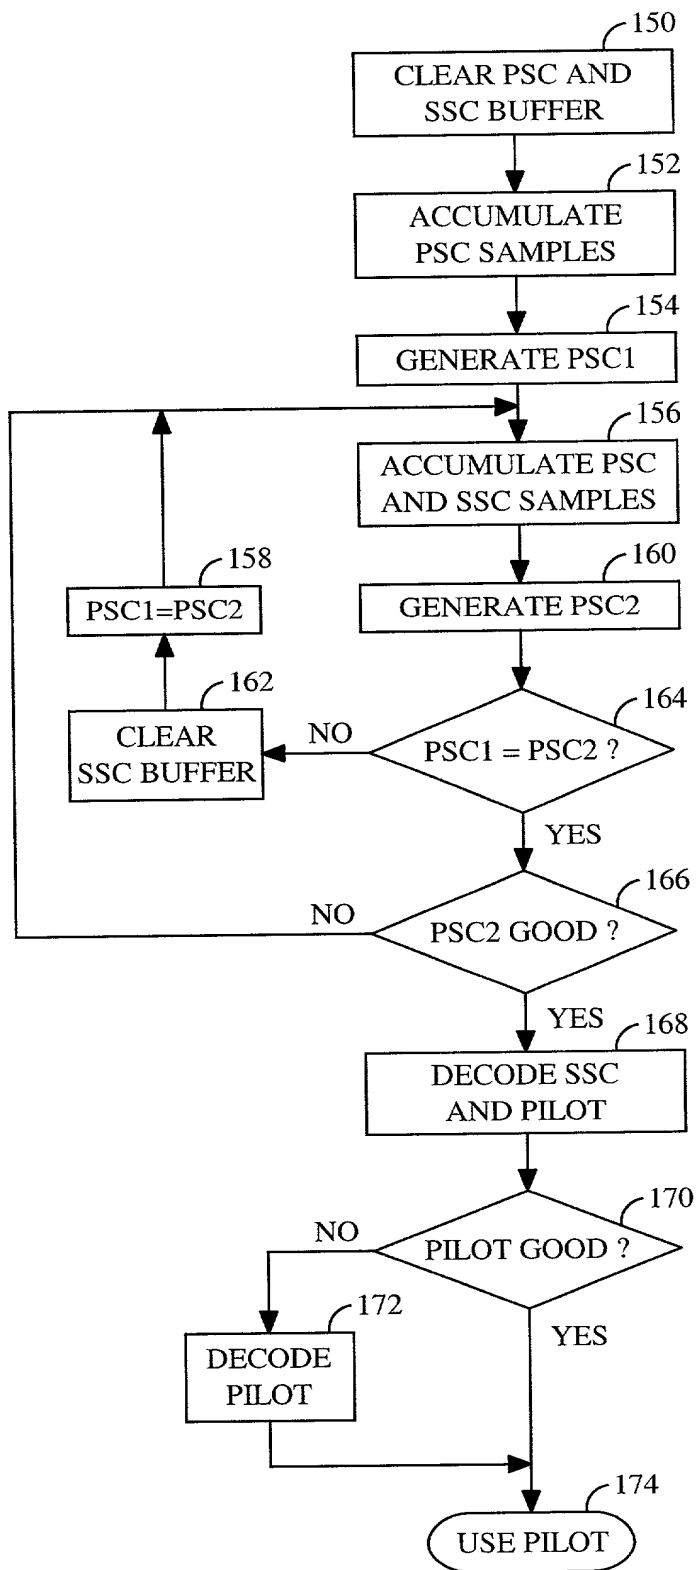 150
CLEAR PSC AND
SSC BUFFER
152
ACCUMULATE
PSC SAMPLES
154
GENERATE PSC1
156
ACCUMULATE PSC
AND SSC SAMPLES
158
PSC1=PSC2
160
GENERATE PSC2
162
CLEAR
SSC BUFFER
NO
164
PSC1 = PSC2 ?
YES
166
NO
PSC2 GOOD ?
YES
168
DECODE SSC
AND PILOT
170
NO
PILOT GOOD ?
YES
172
DECODE
PILOT
174
USE PILOT